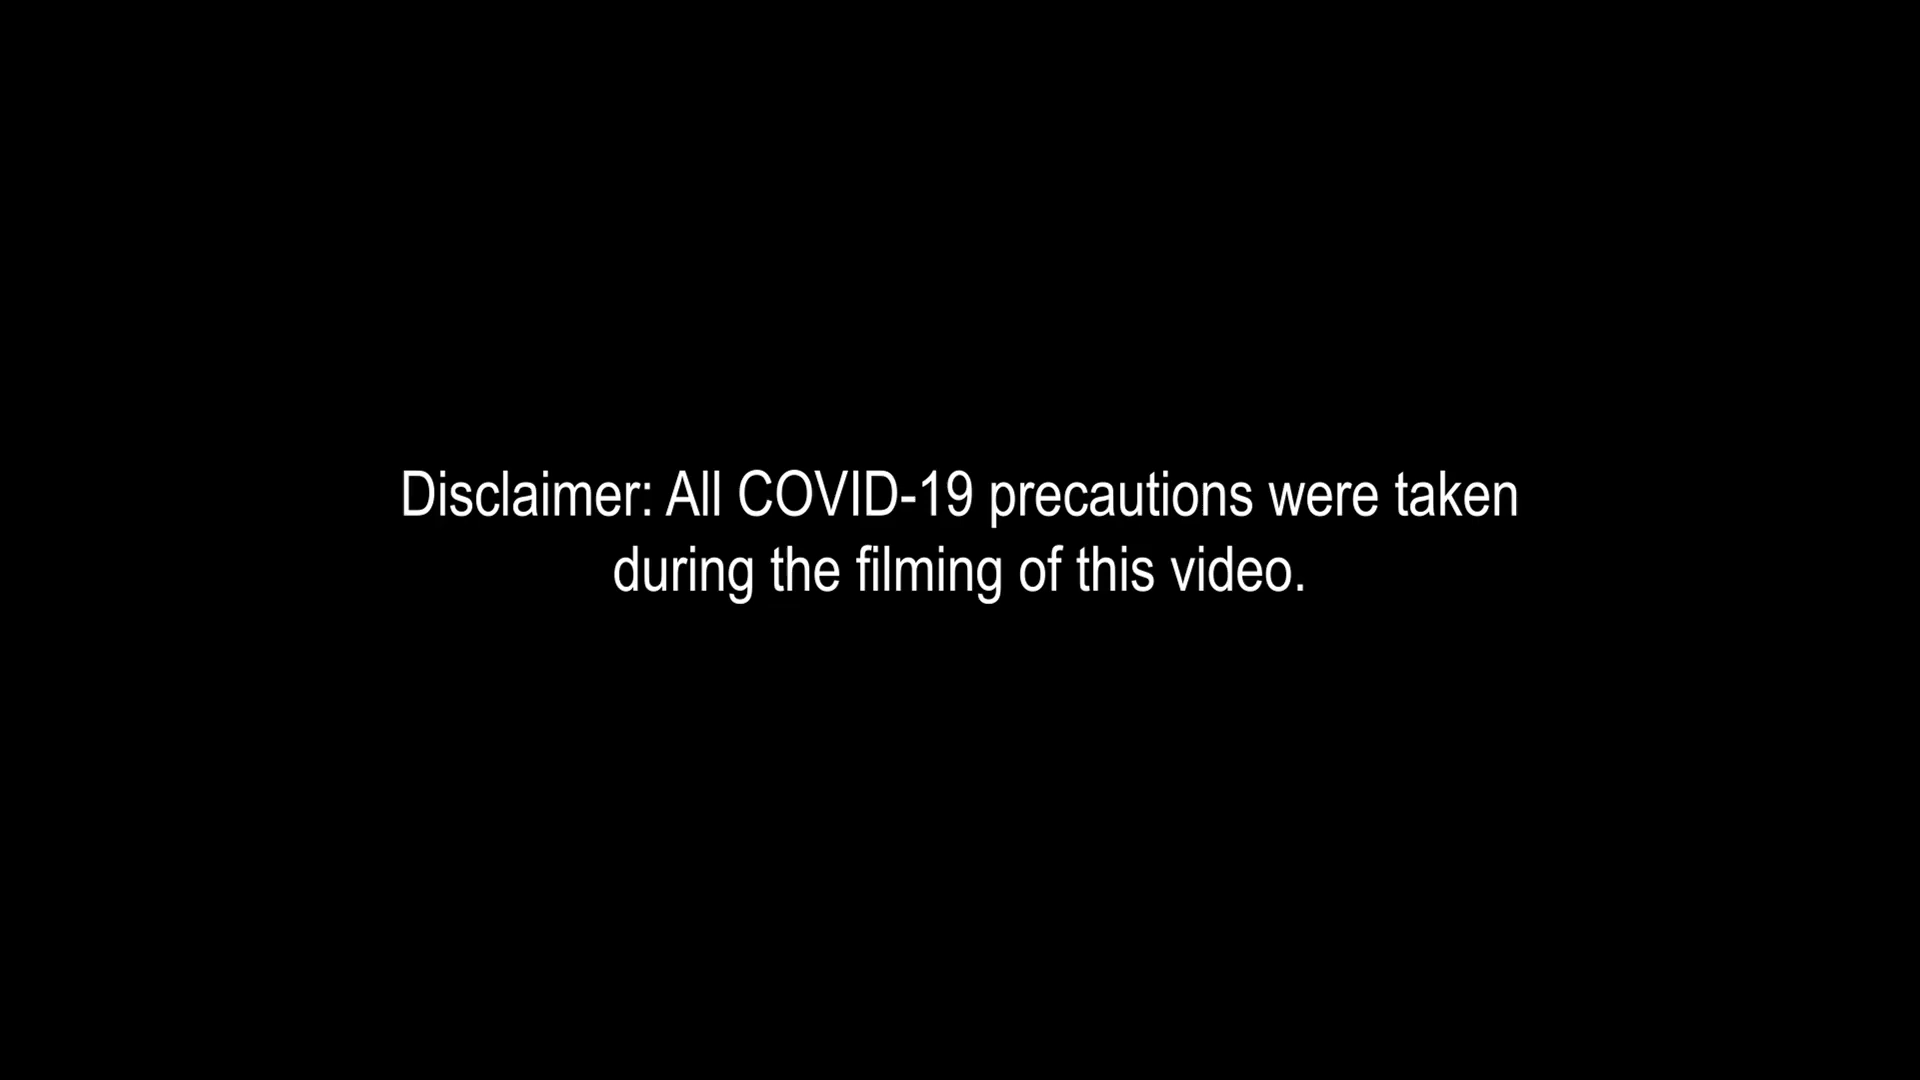 Disclaimer: All COVID-19 precautions were taken
during the filming of this video.